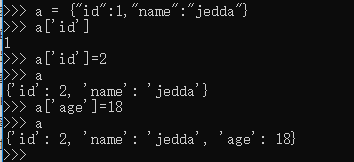 >>> a = {"id":1,"name":"jedda"}
>>> a['id']
1
>>> a['id']=2
>>> a
{'id': 2, 'name': 'jedda'}
>>> a['age']=18
>>> a
{'id': 2, 'name': 'jedda', 'age': 18}
>>>